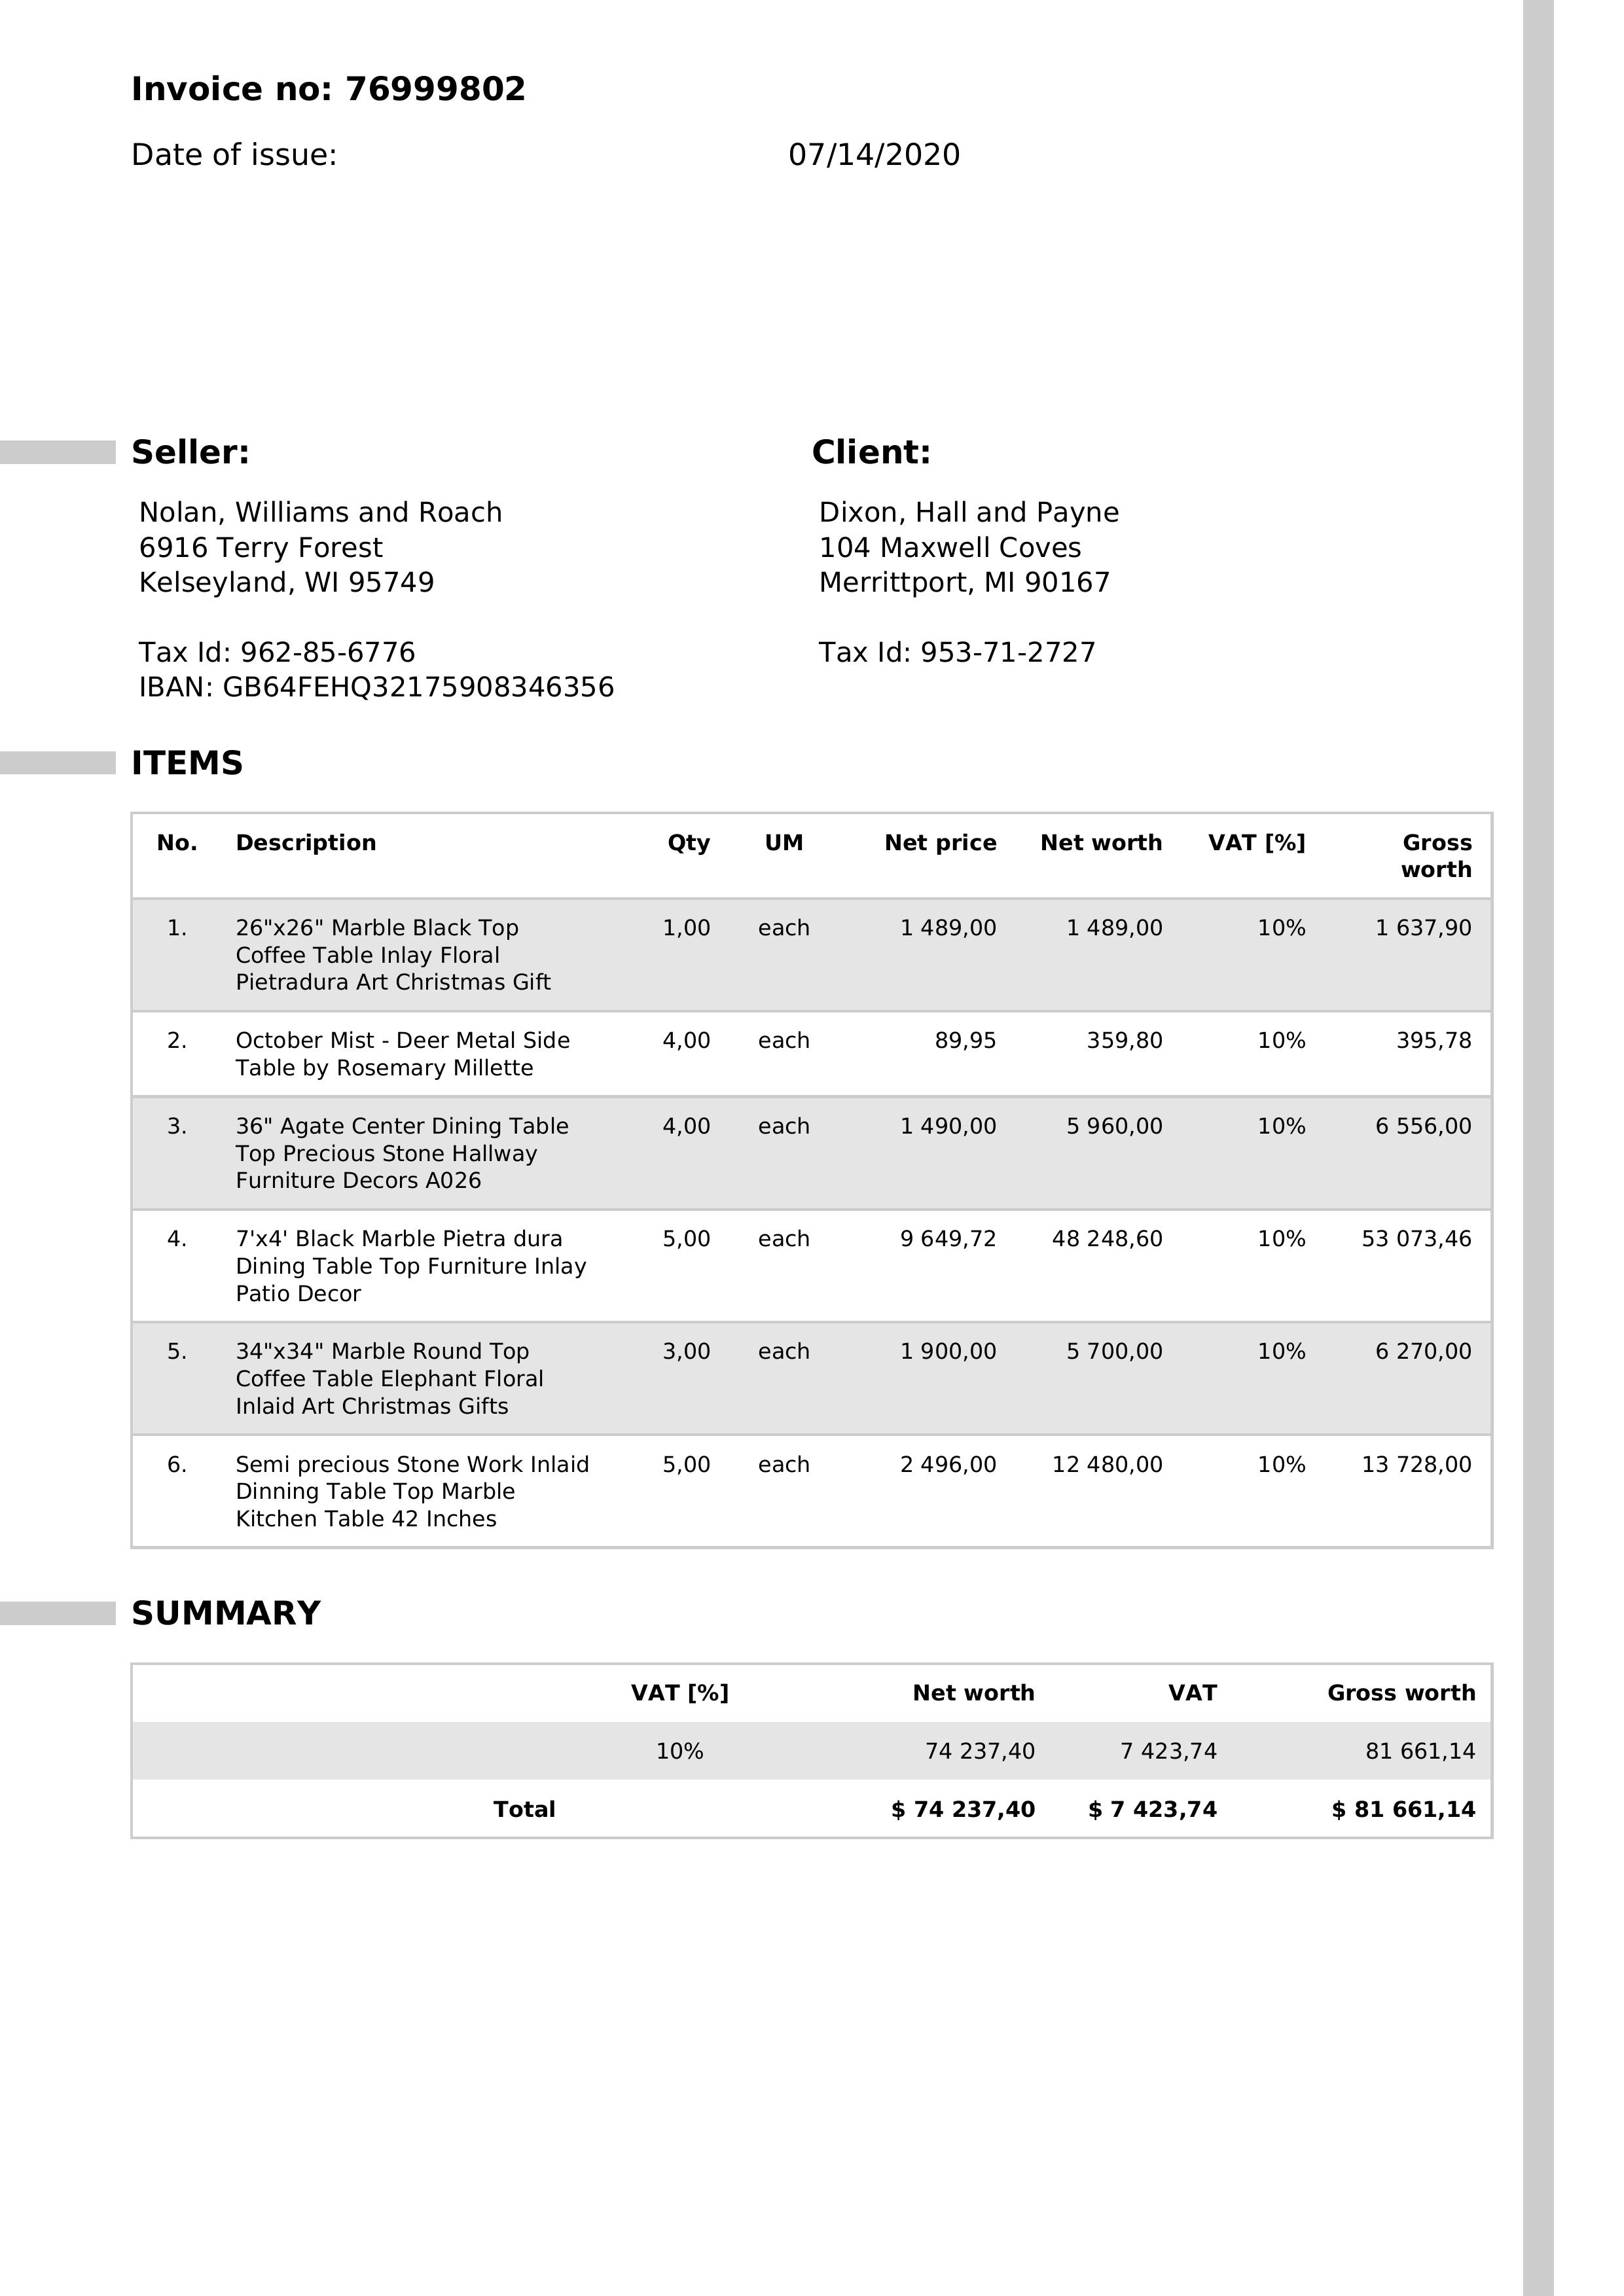 Invoice no: 76999802
Date of issue: 07/14/2020
Seller: Client:
Nolan, Williams and Roach Dixon, Hall and Payne
6916 Terry Forest 104 Maxwell Coves
Kelseyland, WI 95749 Merrittport, MI 90167
Tax Id: 962-85-6776 Tax Id: 953-71-2727
IBAN: GB64FEHQ32175908346356
ITEMS
No. Description Qty UM Net price Net worth VAT [%] Gross
worth
1. 26"x26" Marble Black Top 1,00 each 1 489,00 1 489,00 10% 1 637,90
Coffee Table Inlay Floral
Pietradura Art Christmas Gift
2. October Mist - Deer Metal Side 4,00 each 89,95 359,80 10% 395,78
Table by Rosemary Millette
3. 36" Agate Center Dining Table 4,00 each 1 490,00 5 960,00 10% 6 556,00
Top Precious Stone Hallway
Furniture Decors A026
4. 7'x4' Black Marble Pietra dura 5,00 each 9 649,72 48 248,60 10% 53 073,46
Dining Table Top Furniture Inlay
Patio Decor
5. 34"x34" Marble Round Top 3,00 each 1 900,00 5 700,00 10% 6 270,00
Coffee Table Elephant Floral
Inlaid Art Christmas Gifts
6. Semi precious Stone Work Inlaid 5,00 each 2 496,00 12 480,00 10% 13 728,00
Dinning Table Top Marble
Kitchen Table 42 Inches
SUMMARY
VAT [%] Net worth VAT Gross worth
10% 74 237,40 7 423,74 81 661,14
Total $ 74 237,40 $ 7 423,74 $ 81 661,14